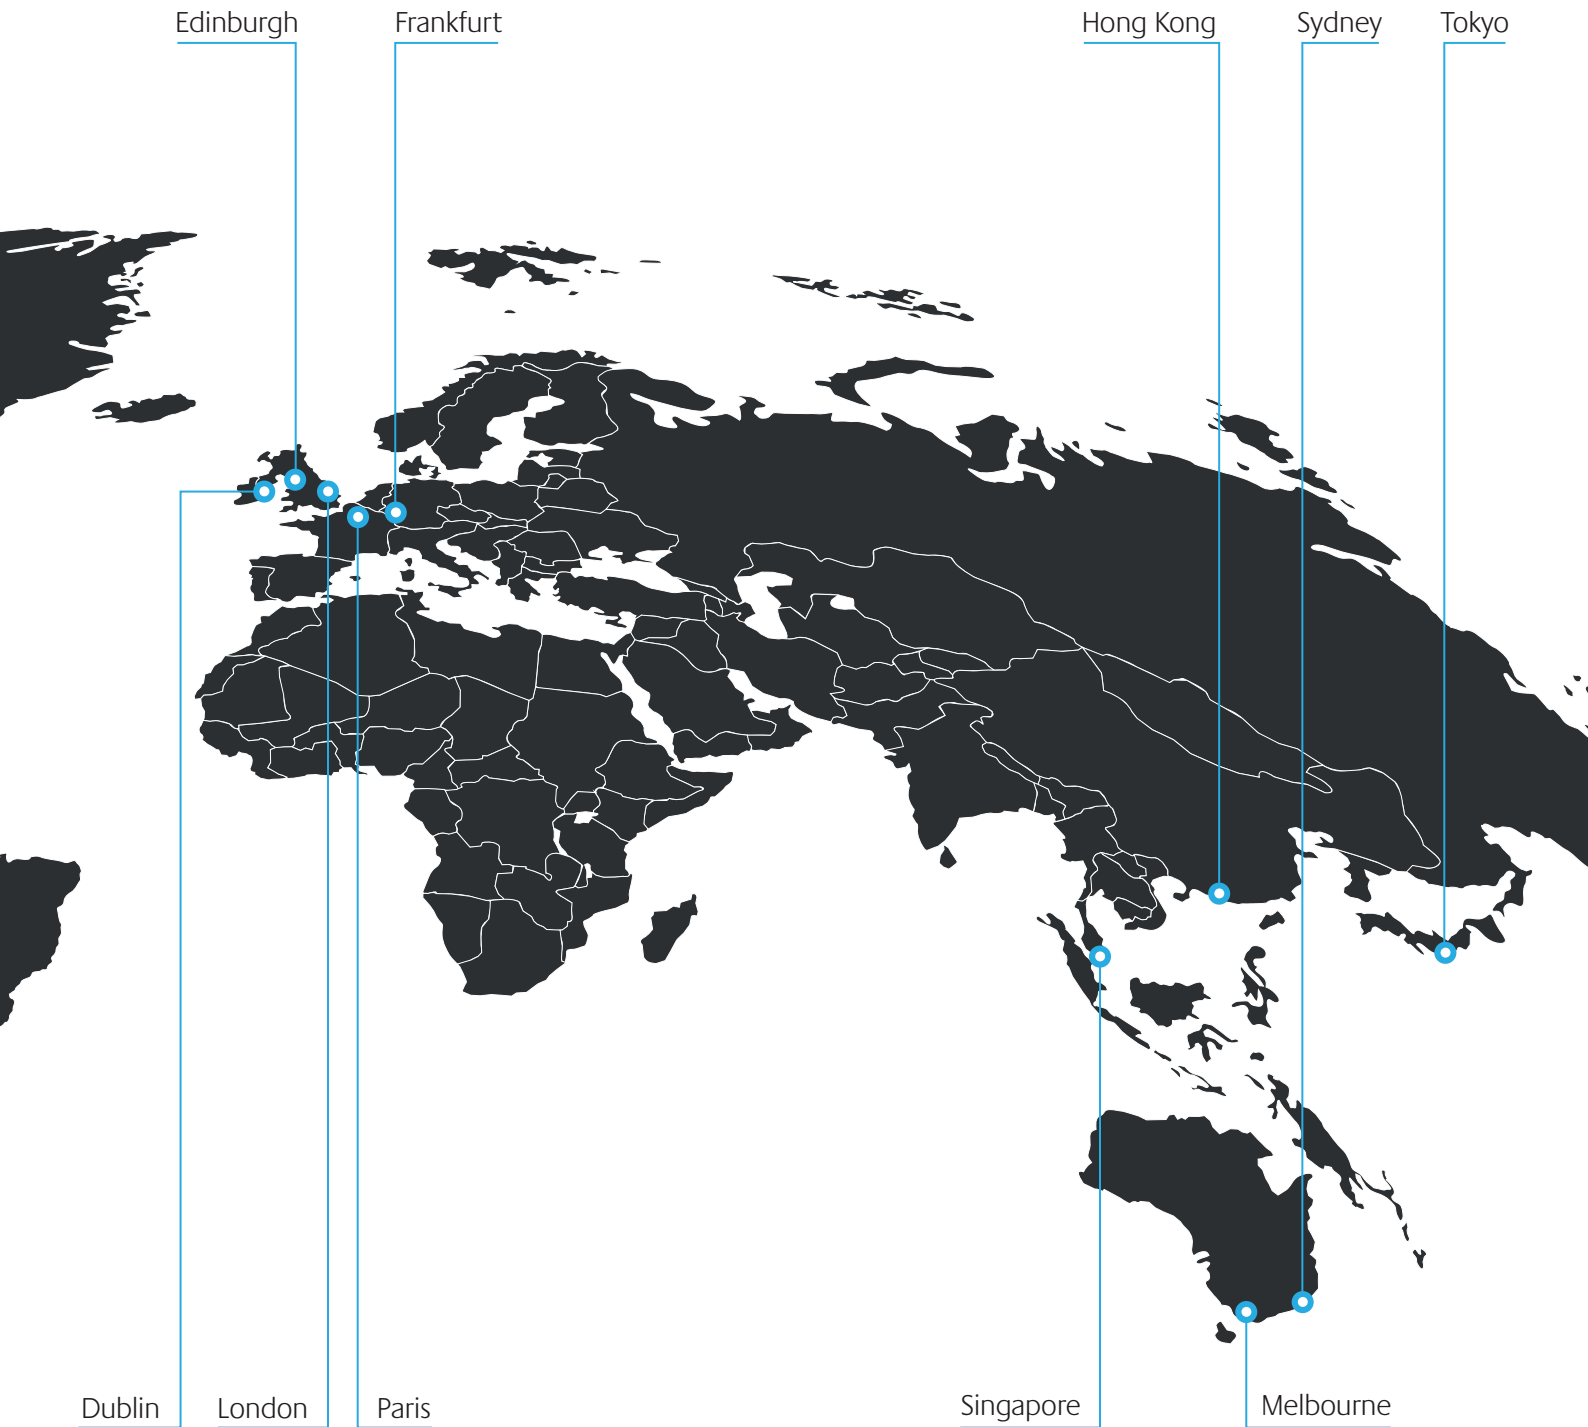 Edinburgh
Frankfurt
Hong Kong
Sydney
Tokyo
Dublin
London
Paris
Singapore
Melbourne